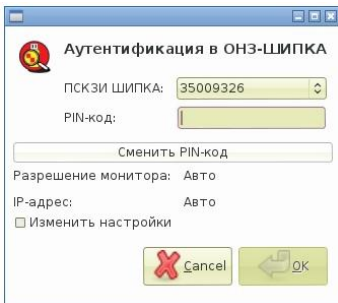 Аутентификация в ОНЗ-ШИПКА
ПСКЗИ ШИПКА: 35009326
PIN-код:
Сменить PIN-код
Разрешение монитора: Авто
IP-адрес: Авто
Изменить настройки
Cancel OK